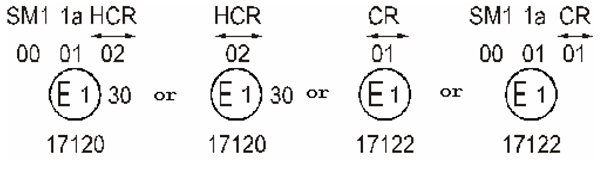 SM1 1a HCR HCR CR SM1 1a CR
00 01 02 02 01 00 01 01
E 1 30 or E 1 30 or E 1 or E 1
17120 17120 17122 17122